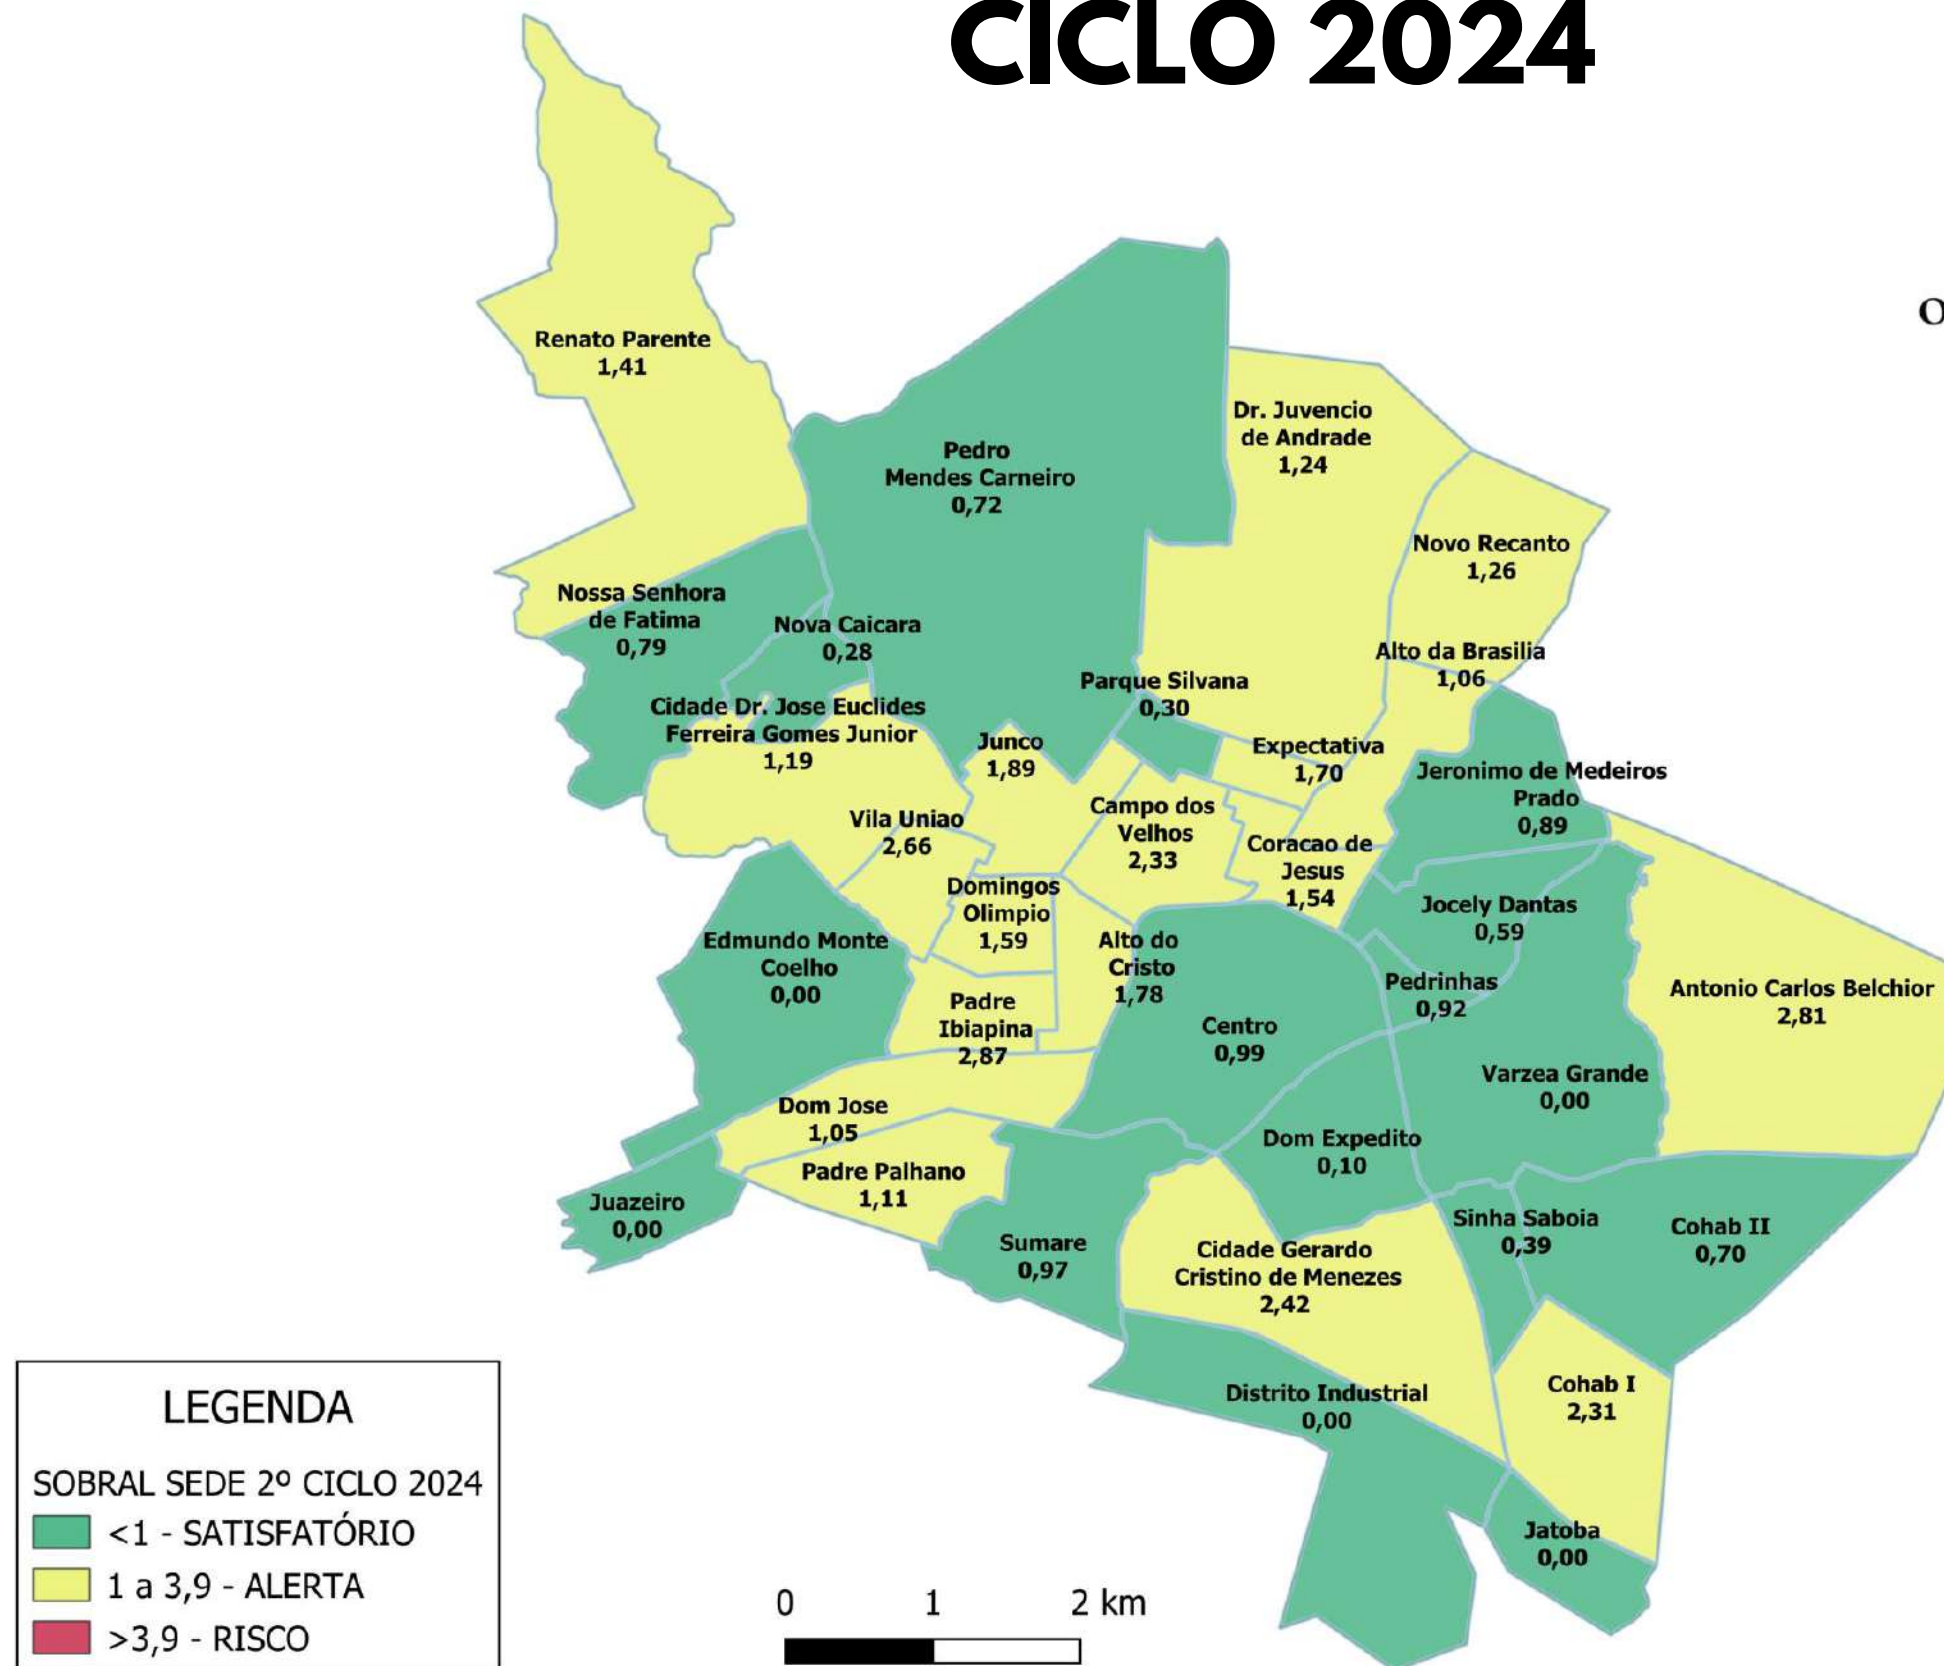 CICLO 2024
O
Renato Parente
1,41
Pedro
Mendes Carneiro
0,72
Dr. Juvencio
de Andrade
1,24
Novo Recanto
1,26
Nossa Senhora
de Fatima
0,79
Nova Caicara
0,28
Alto da Brasilia
1,06
Parque Silvana
0,30
Cidade Dr. Jose Euclides
Ferreira Gomes Junior
1,19
Junco
1,89
Expectativa
1,70
Jeronimo de Medeiros
Prado
0,89
Vila Uniao
2,66
Campo dos
Velhos
2,33
Coracao de
Jesus
1,54
Domingos
Olimpio
1,59
Jocely Dantas
0,59
Edmundo Monte
Coelho
0,00
Alto do
Cristo
1,78
Pedrinhas
0,92
Antonio Carlos Belchior
2,81
Padre
Ibiapina
2,87
Centro
0,99
Varzea Grande
0,00
Dom Jose
1,05
Dom Expedito
0,10
Padre Palhano
1,11
Juazeiro
0,00
Sumare
0,97
Cidade Gerardo
Cristino de Menezes
2,42
Sinha Saboia
0,39
Cohab II
0,70
Distrito Industrial
0,00
Cohab I
2,31
Jatoba
0,00
LEGENDA
SOBRAL SEDE 2º CICLO 2024
<1 - SATISFATÓRIO
1 a 3,9 - ALERTA
>3,9 - RISCO
0 1 2 km